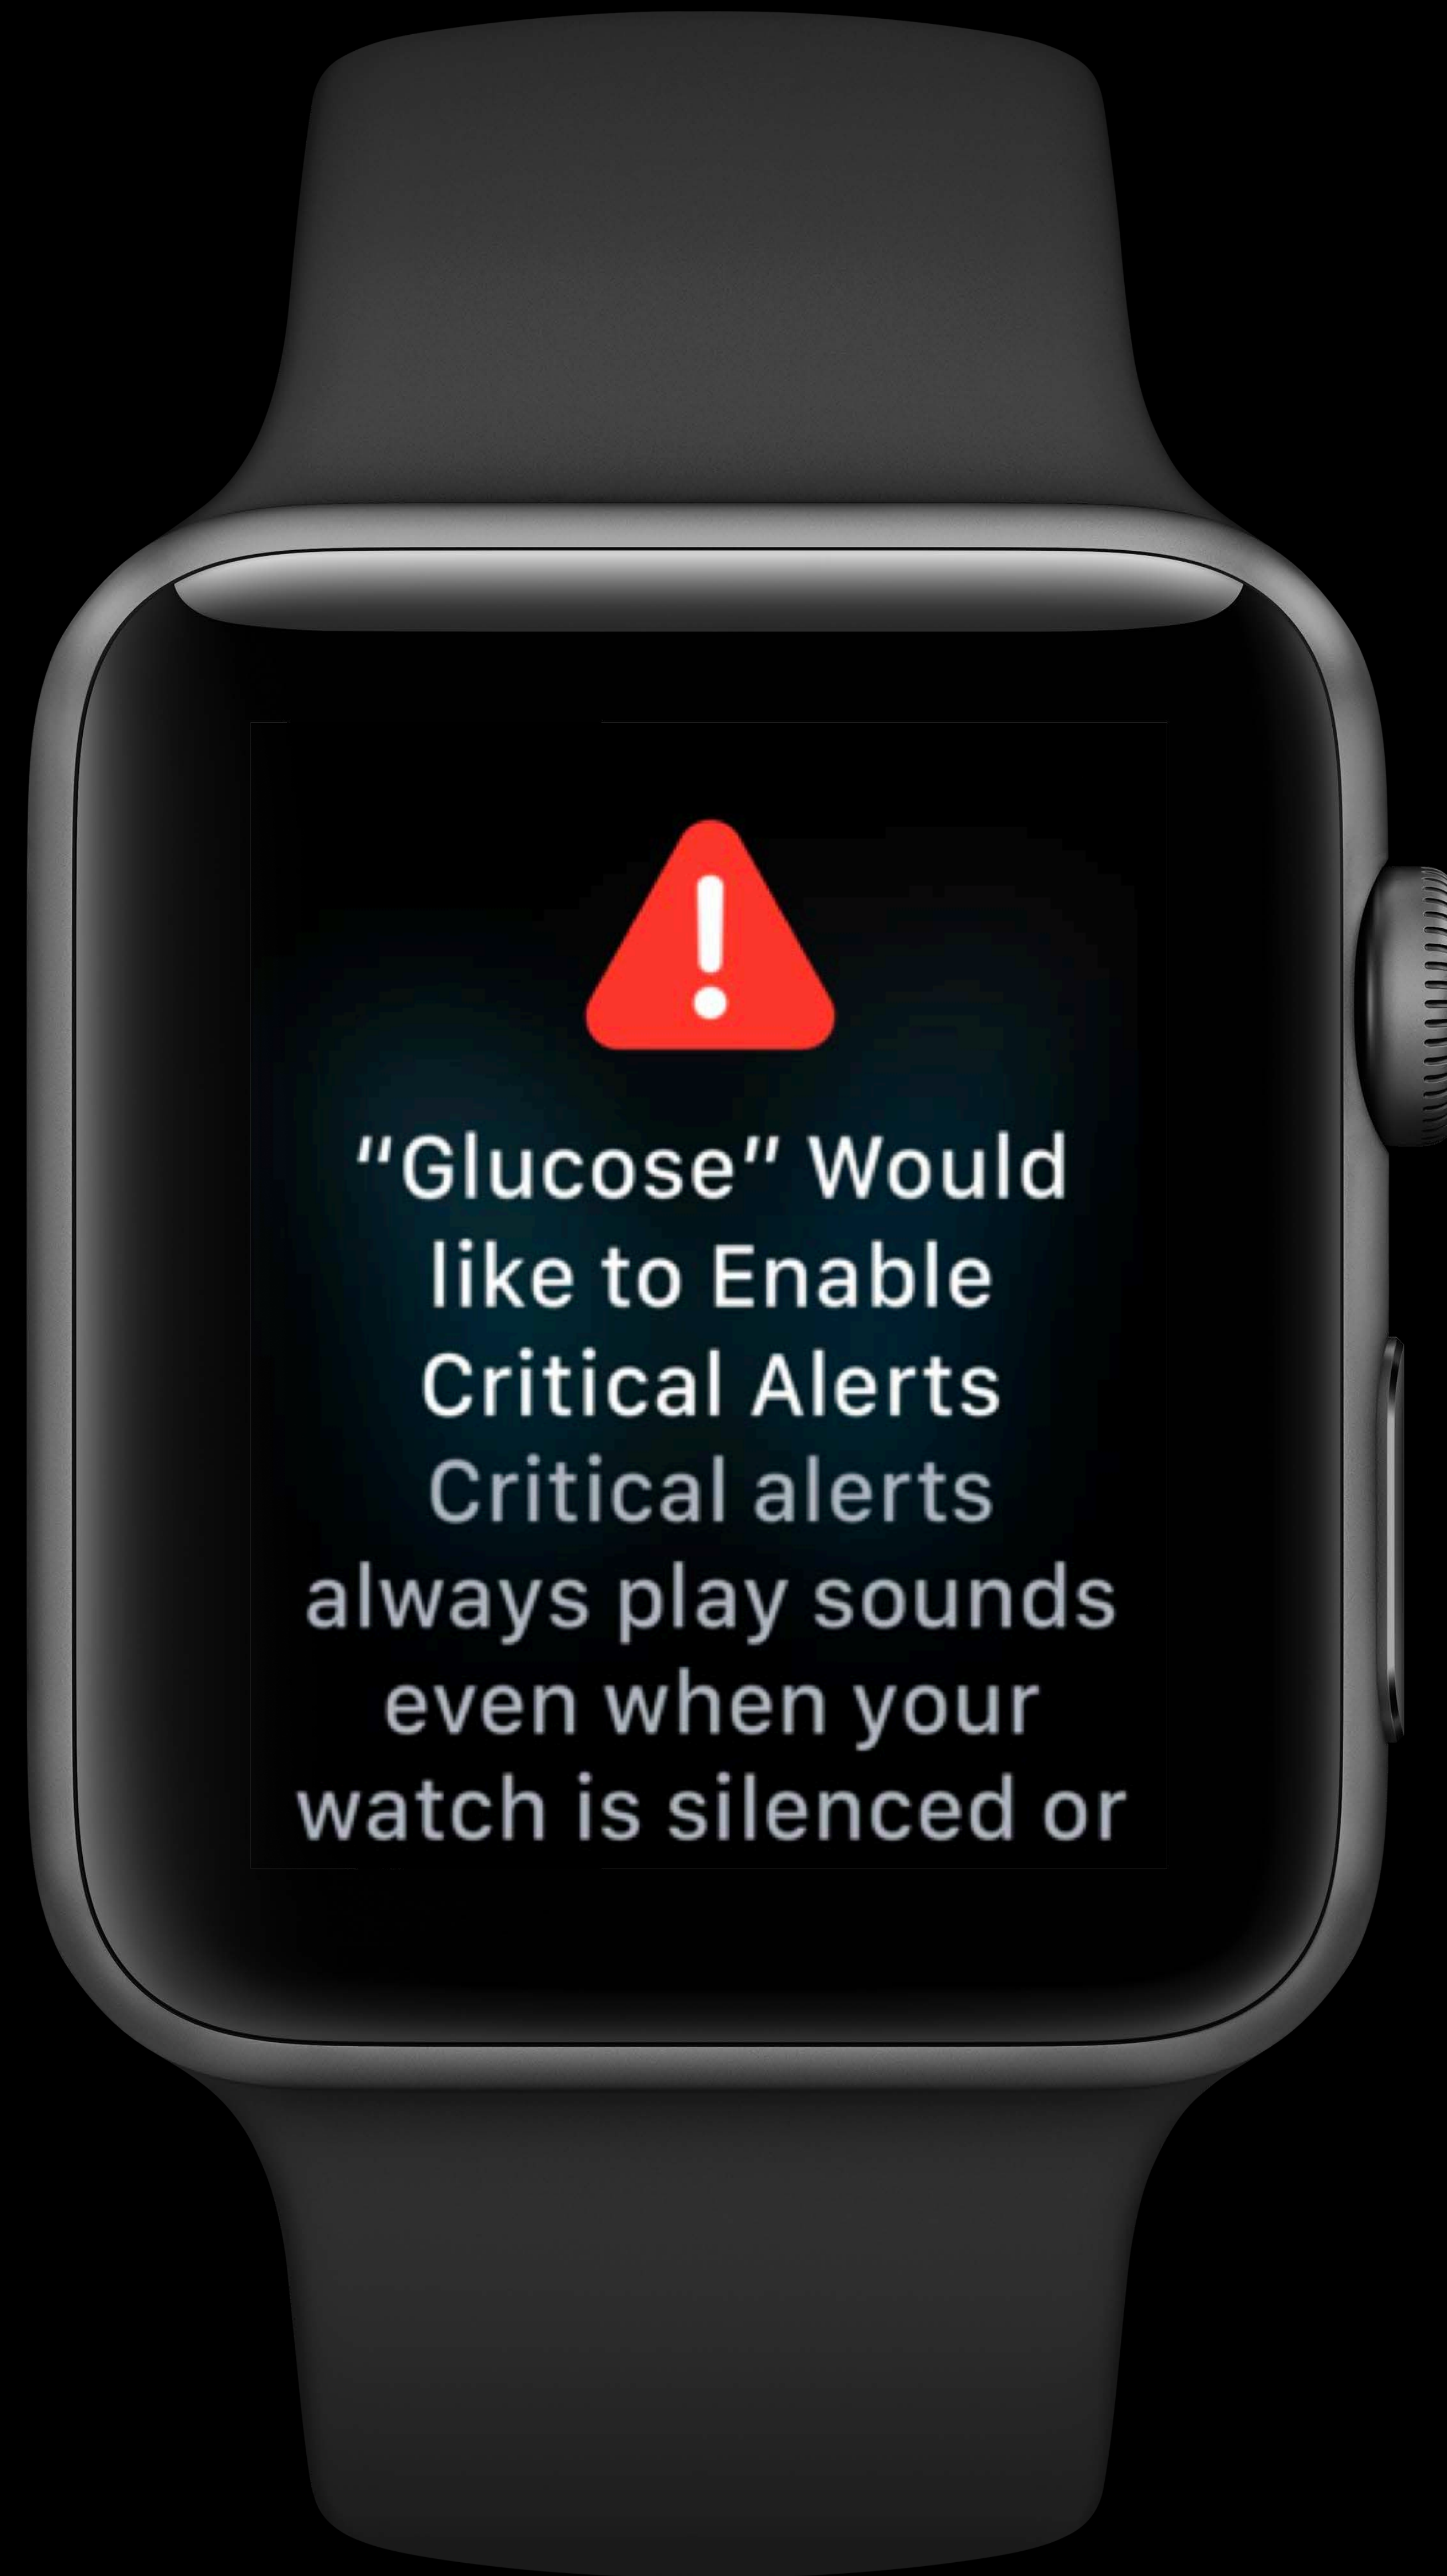 "Glucose" Would
like to Enable
Critical Alerts
Critical alerts
always play sounds
even when your
watch is silenced or